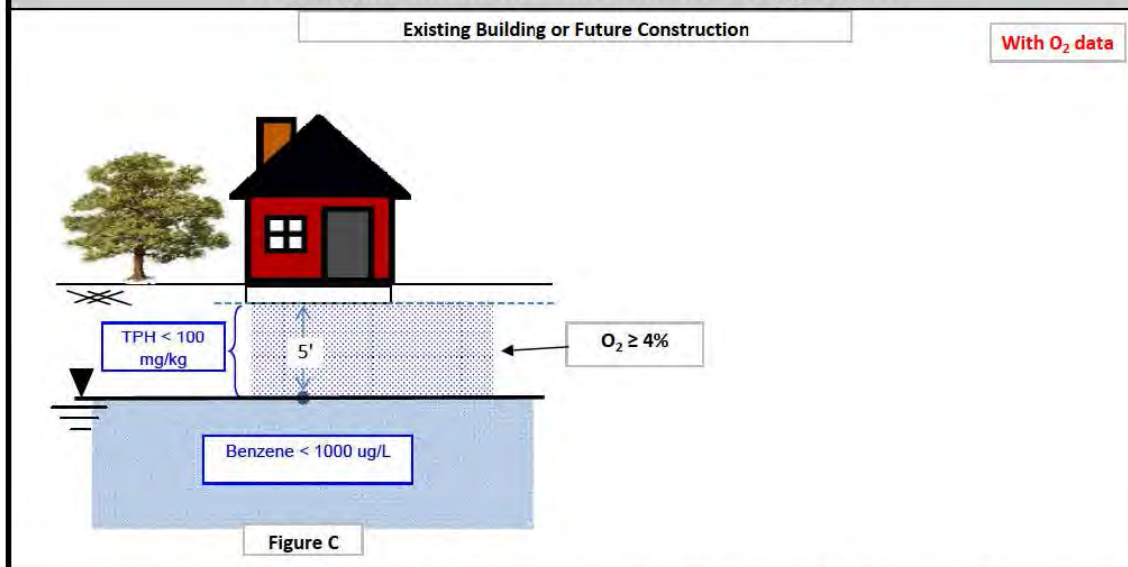 Existing Building or Future Construction
With O₂ data
TPH < 100
mg/kg
5'
O₂ ≥ 4%
Benzene < 1000 ug/L
Figure C